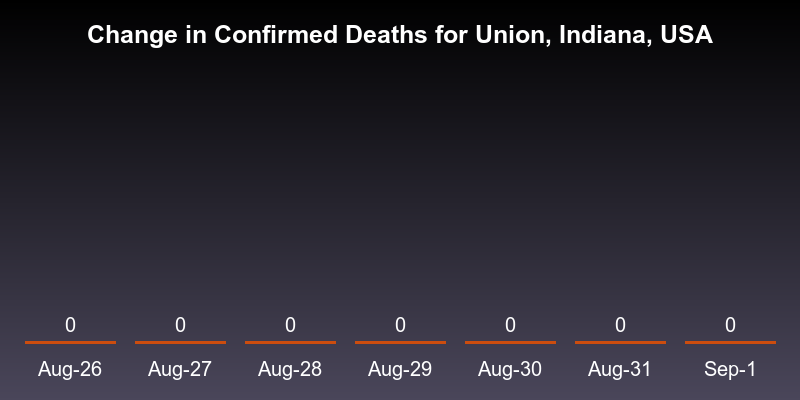 Change in Confirmed Deaths for Union, Indiana, USA
0 0 0 0 0 0 0
Aug-26 Aug-27 Aug-28 Aug-29 Aug-30 Aug-31 Sep-1